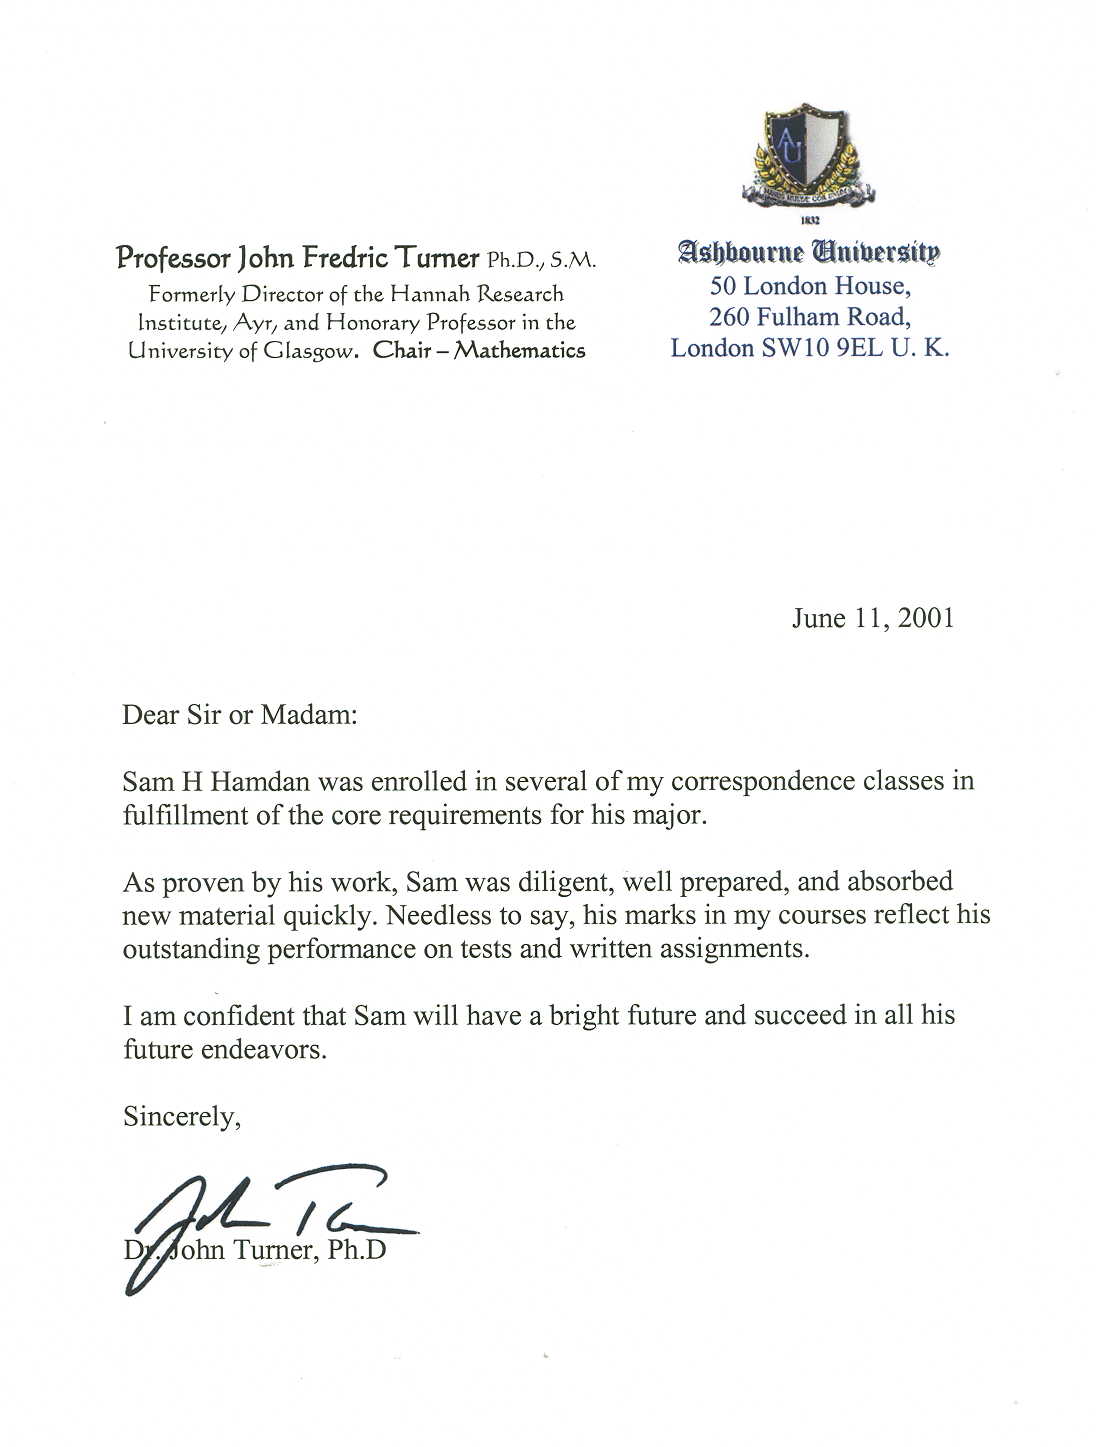 AU
1832
Ashbourne University
50 London House,
260 Fulham Road,
London SW10 9EL U. K.
Professor John Fredric Turner Ph.D., S.M.
Formerly Director of the Hannah Research
Institute, Ayr, and Honorary Professor in the
University of Glasgow. Chair – Mathematics
June 11, 2001
Dear Sir or Madam:
Sam H Hamdan was enrolled in several of my correspondence classes in
fulfillment of the core requirements for his major.
As proven by his work, Sam was diligent, well prepared, and absorbed
new material quickly. Needless to say, his marks in my courses reflect his
outstanding performance on tests and written assignments.
I am confident that Sam will have a bright future and succeed in all his
future endeavors.
Sincerely,
Dr. John Turner, Ph.D